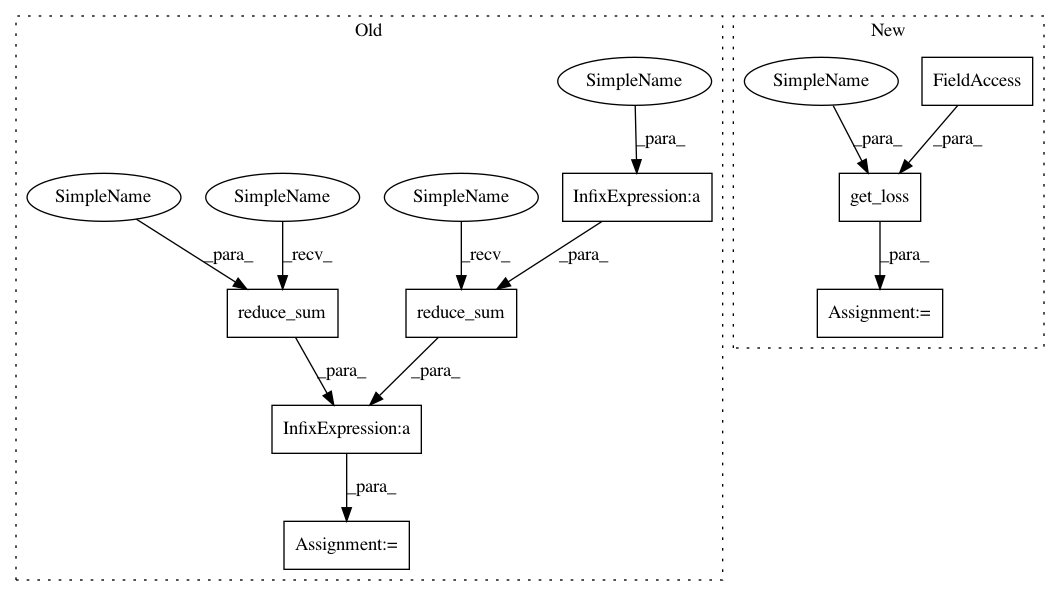 Old
New
SimpleName
SimpleName
FieldAccess
_para_
_para_
_para_
SimpleName
SimpleName
SimpleName
InfixExpression:a
get_loss
_para_
_recv_
_recv_
_para_
_para_
reduce_sum
reduce_sum
Assignment:=
_para_
_para_
InfixExpression:a
_para_
Assignment:=